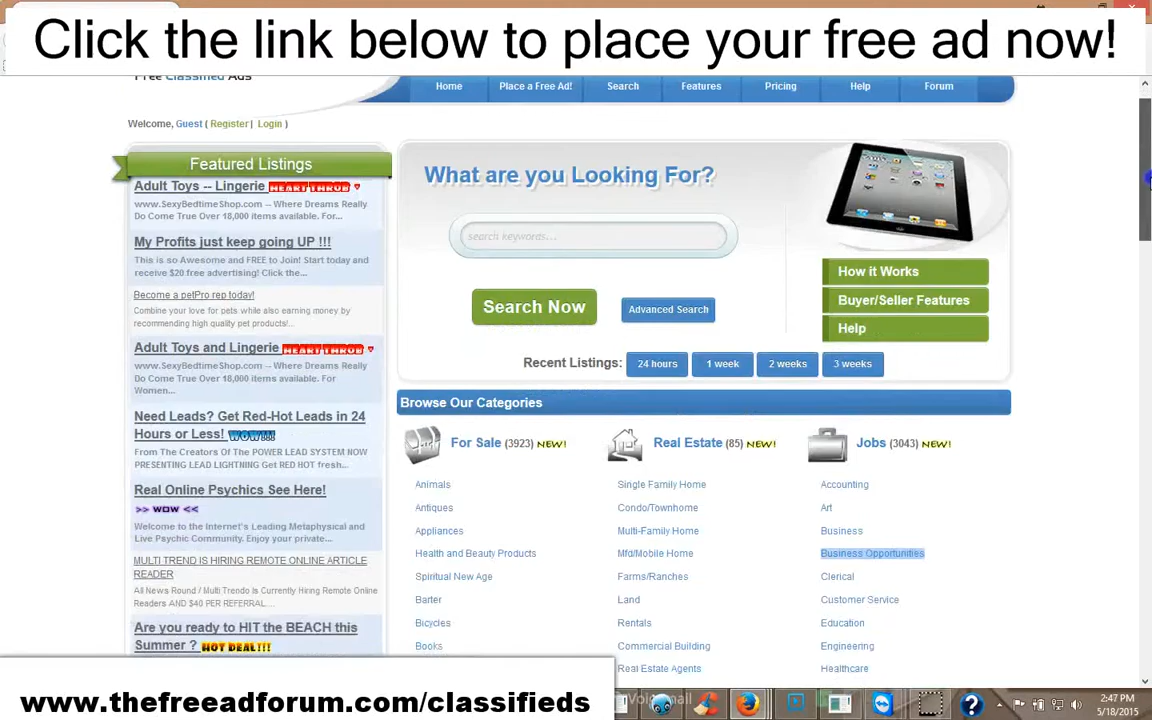 Click the link below to place your free ad now!
Free Classified Ads
Home
Place a Free Ad!
Search
Features
Pricing
Help
Forum
Welcome, Guest ( Register| Login )
Featured Listings
Adult Toys -- Lingerie HEART THROB
www.SexyBedtimeShop.com -- Where Dreams Really
Do Come True Over 18,000 items available. For...
My Profits just keep going UP !!!
This is so Awesome and FREE to Join! Start today and
receive $20 free advertising! Click the...
Become a petPro rep today!
Combine your love for pets while also earning money by
recommending high quality pet products!...
Adult Toys and Lingerie HEART THROB
www.SexyBedtimeShop.com -- Where Dreams Really
Do Come True Over 18,000 items available. For
Women...
Need Leads? Get Red-Hot Leads in 24
Hours or Less! WOW!!!
From The Creators Of The POWER LEAD SYSTEM NOW
PRESENTING LEAD LIGHTNING Get RED HOT fresh...
Real Online Psychics See Here!
>> WOW <<
Welcome to the Internet's Leading Metaphysical and
Live Psychic Community. Enjoy your private...
MULTI TREND IS HIRING REMOTE ONLINE ARTICLE
READER
All News Round / Multi Trendo Is Currently Hiring Remote Online
Readers AND $40 PER REFERRAL...
Are you ready to HIT the BEACH this
Summer ? HOT DEAL!!!
What are you Looking For?
search keywords...
Search Now
Advanced Search
How it Works
Buyer/Seller Features
Help
Recent Listings:
24 hours
1 week
2 weeks
3 weeks
Browse Our Categories
For Sale (3923) NEW!
Animals
Antiques
Appliances
Health and Beauty Products
Spiritual New Age
Barter
Bicycles
Books
Real Estate (85) NEW!
Single Family Home
Condo/Townhome
Multi-Family Home
Mfd/Mobile Home
Farms/Ranches
Land
Rentals
Commercial Building
Real Estate Agents
Jobs (3043) NEW!
Accounting
Art
Business
Business Opportunities
Clerical
Customer Service
Education
Engineering
Healthcare
www.thefreeadforum.com/classifieds
2:47 PM
5/18/2015